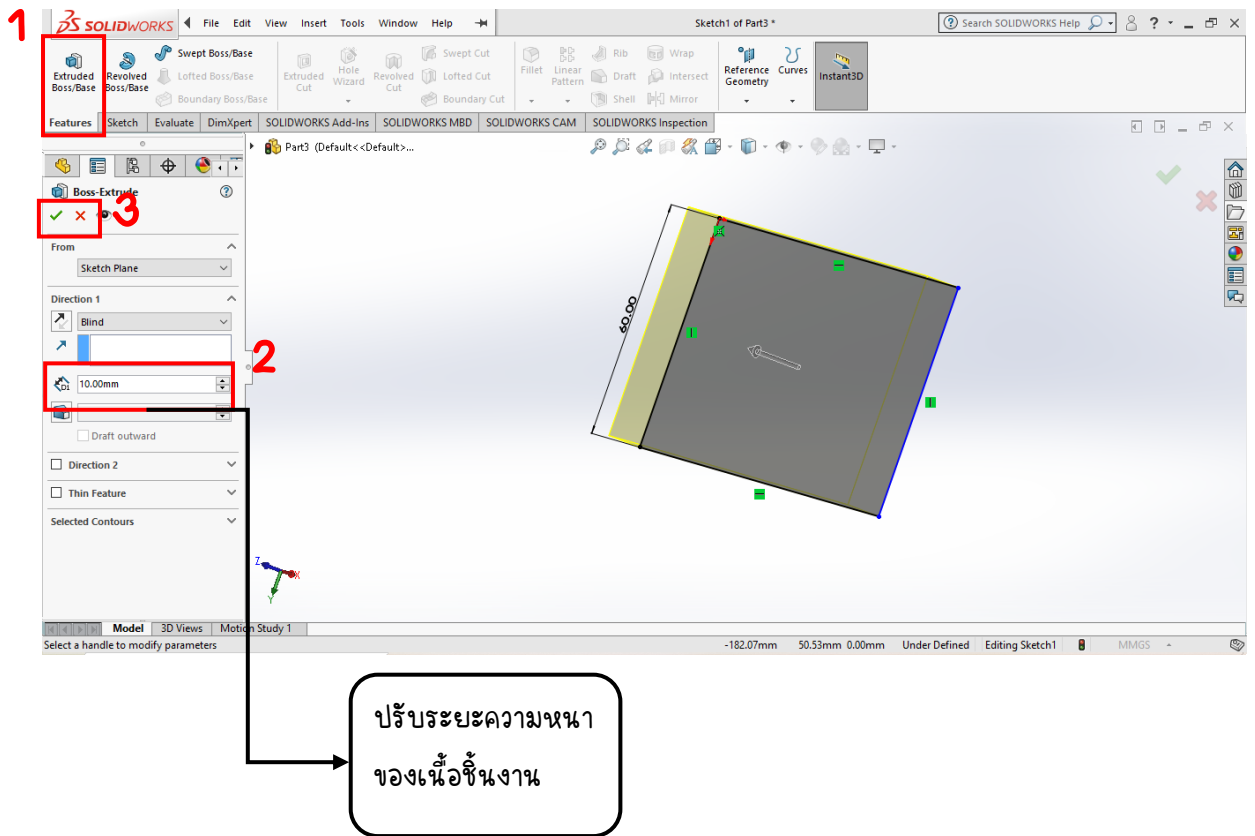 1
SOLIDWORKS File Edit View Insert Tools Window Help Sketch1 of Part3 * Search SOLIDWORKS Help ?
Extruded Boss/Base Revolved Boss/Base Swept Boss/Base Lofted Boss/Base Boundary Boss/Base Extruded Cut Hole Wizard Revolved Cut Swept Cut Lofted Cut Boundary Cut Fillet Linear Pattern Rib Draft Shell Wrap Intersect Mirror Reference Geometry Curves Instant3D
Features Sketch Evaluate DimXpert SOLIDWORKS Add-Ins SOLIDWORKS MBD SOLIDWORKS CAM SOLIDWORKS Inspection
Part3 (Default<<Default>...
Boss-Extrude ?
3
From
Sketch Plane
Direction 1
Blind
2
D1 10.00mm
Draft outward
Direction 2
Thin Feature
Selected Contours
60.00
Z X
Y
Model 3D Views Motion Study 1
Select a handle to modify parameters -182.07mm 50.53mm 0.00mm Under Defined Editing Sketch1 MMGS
ปรับระยะความหนา
ของเนื้อชิ้นงาน